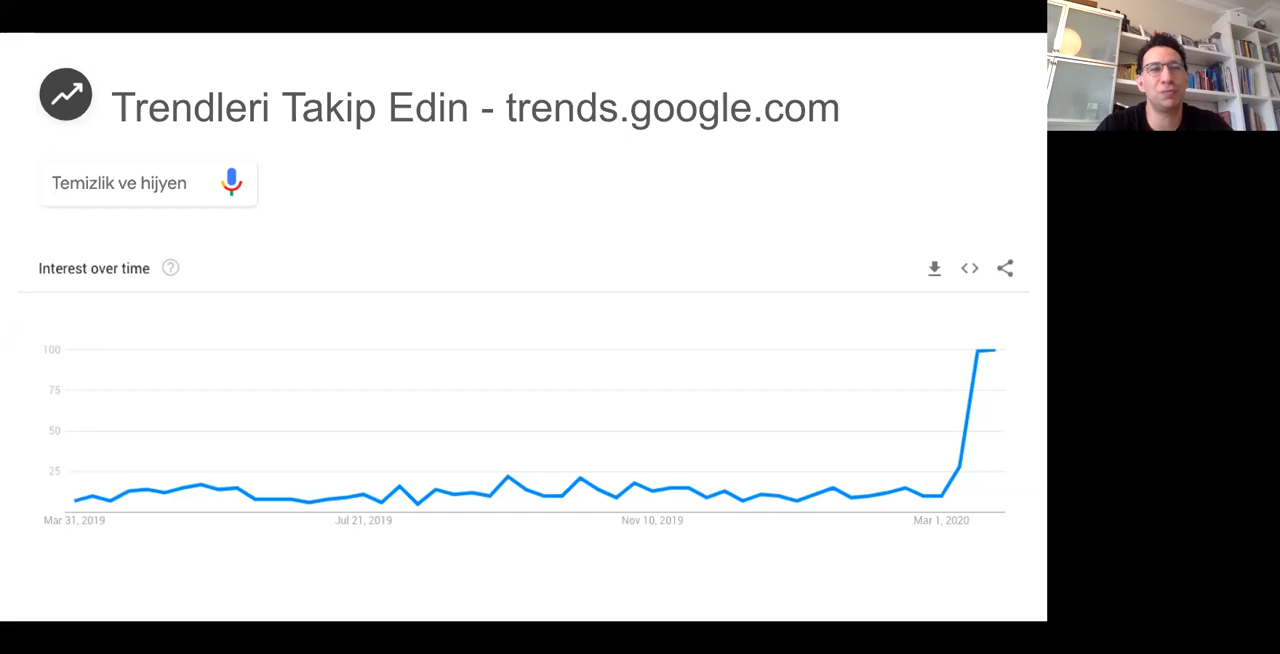 Trendleri Takip Edin - trends.google.com
Temizlik ve hijyen
Interest over time ?
100
75
50
25
Mar 31, 2019 Jul 21, 2019 Nov 10, 2019 Mar 1, 2020